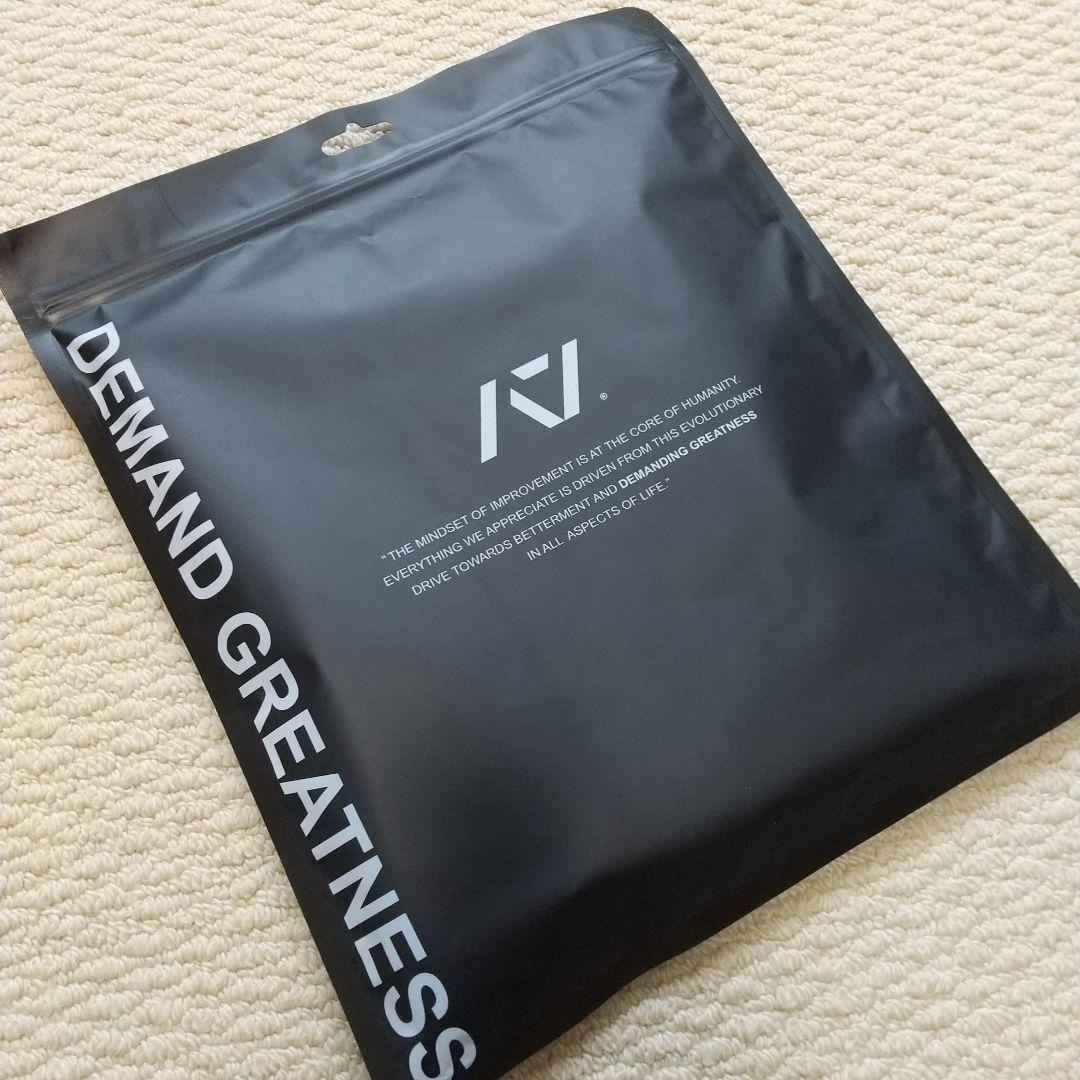 DEMAND GREATNESS
®
" THE MINDSET OF IMPROVEMENT IS AT THE CORE OF HUMANITY.
EVERYTHING WE APPRECIATE IS DRIVEN FROM THIS EVOLUTIONARY
DRIVE TOWARDS BETTERMENT AND DEMANDING GREATNESS
IN ALL ASPECTS OF LIFE."